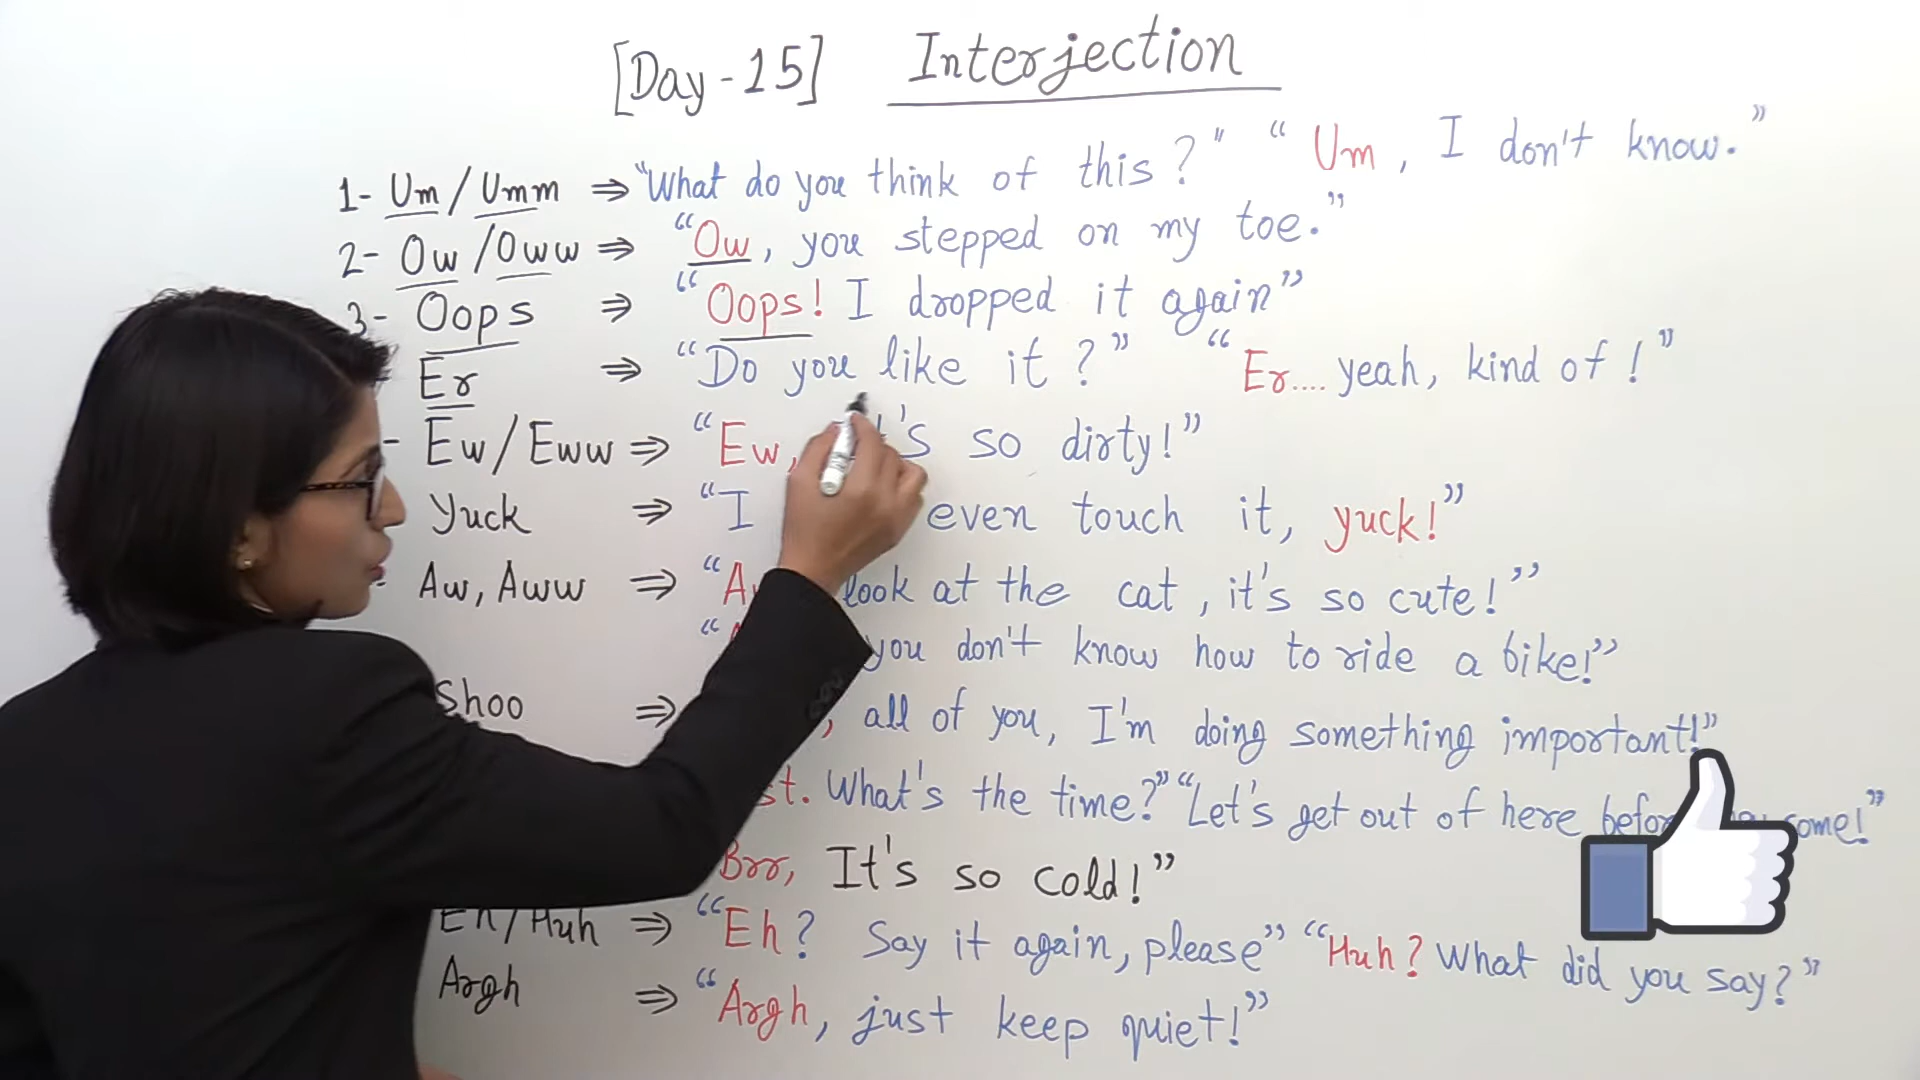 [Day - 15] Interjection
1- Um / Umm ⇒ "What do you think of this?" "Um, I don't know."
2- Ow / Oww ⇒ "Ow, you stepped on my toe."
3- Oops ⇒ "Oops! I dropped it again"
Er ⇒ "Do you like it?" "Er.... yeah, kind of!"
- Ew / Eww ⇒ "Ew, 's so dirty!"
Yuck ⇒ "I even touch it, yuck!"
Aw, Aww ⇒ " look at the cat, it's so cute!"
" you don't know how to ride a bike!"
Shoo ⇒ , all of you, I'm doing something important!"
What's the time?" "Let's get out of here come!"
Brr, It's so cold!"
Eh / Huh ⇒ "Eh? Say it again, please" "Huh? What did you say?"
Argh ⇒ "Argh, just keep quiet!"